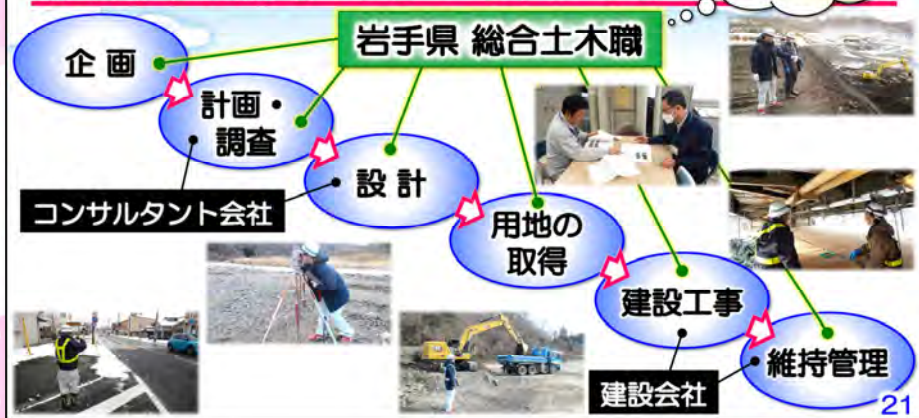 岩手県 総合土木職
企画
計画・
調査
設計
コンサルタント会社
用地の
取得
建設工事
維持管理
建設会社
21